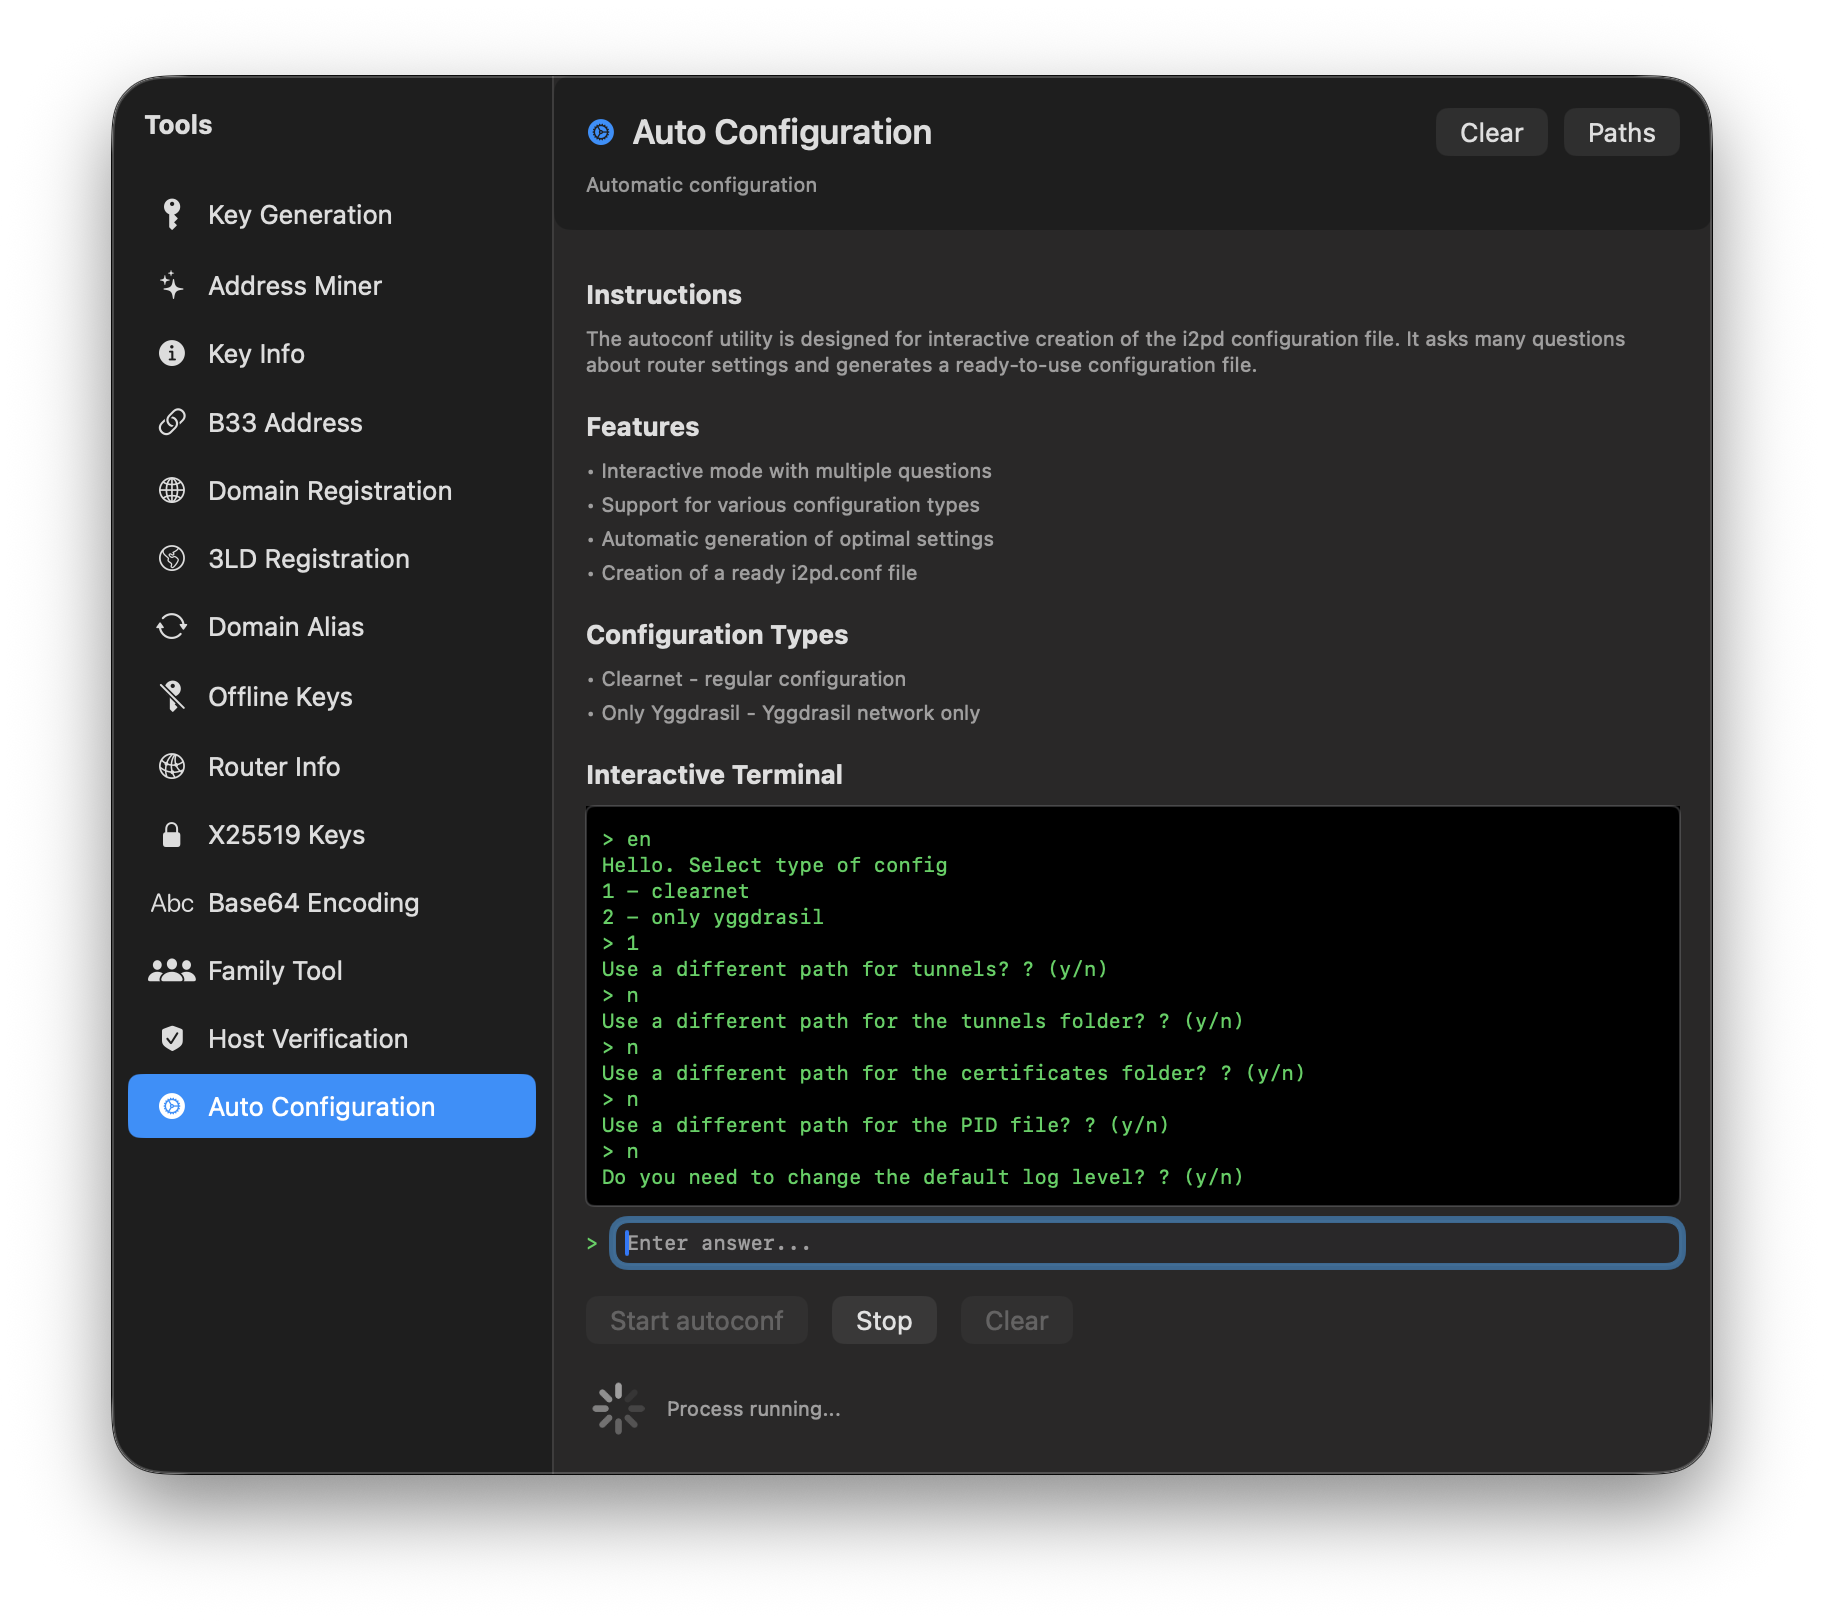 Tools
Key Generation
Address Miner
Key Info
B33 Address
Domain Registration
3LD Registration
Domain Alias
Offline Keys
Router Info
X25519 Keys
Abc Base64 Encoding
Family Tool
Host Verification
Auto Configuration
Auto Configuration
Clear
Paths
Automatic configuration
Instructions
The autoconf utility is designed for interactive creation of the i2pd configuration file. It asks many questions
about router settings and generates a ready-to-use configuration file.
Features
• Interactive mode with multiple questions
• Support for various configuration types
• Automatic generation of optimal settings
• Creation of a ready i2pd.conf file
Configuration Types
• Clearnet - regular configuration
• Only Yggdrasil - Yggdrasil network only
Interactive Terminal
> en
Hello. Select type of config
1 – clearnet
2 – only yggdrasil
> 1
Use a different path for tunnels? ? (y/n)
> n
Use a different path for the tunnels folder? ? (y/n)
> n
Use a different path for the certificates folder? ? (y/n)
> n
Use a different path for the PID file? ? (y/n)
> n
Do you need to change the default log level? ? (y/n)
> Enter answer...
Start autoconf
Stop
Clear
Process running...